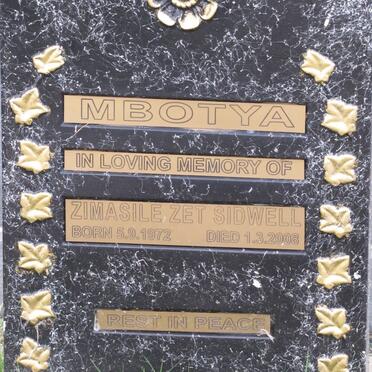 MBOTYA
IN LOVING MEMORY OF
ZIMASILE ZET SIDWELL
BORN 5.9.1972 DIED 1.3.2008
REST IN PEACE